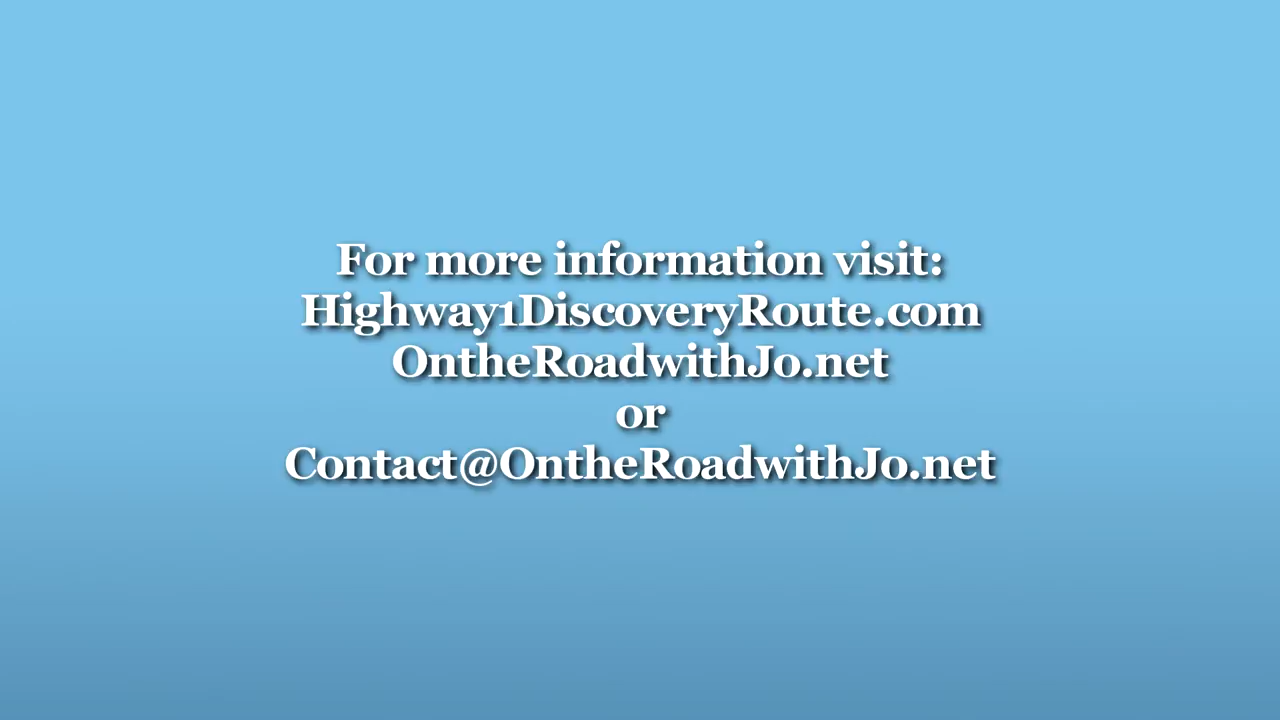 For more information visit:
Highway1DiscoveryRoute.com
OntheRoadwithJo.net
or
Contact@OntheRoadwithJo.net